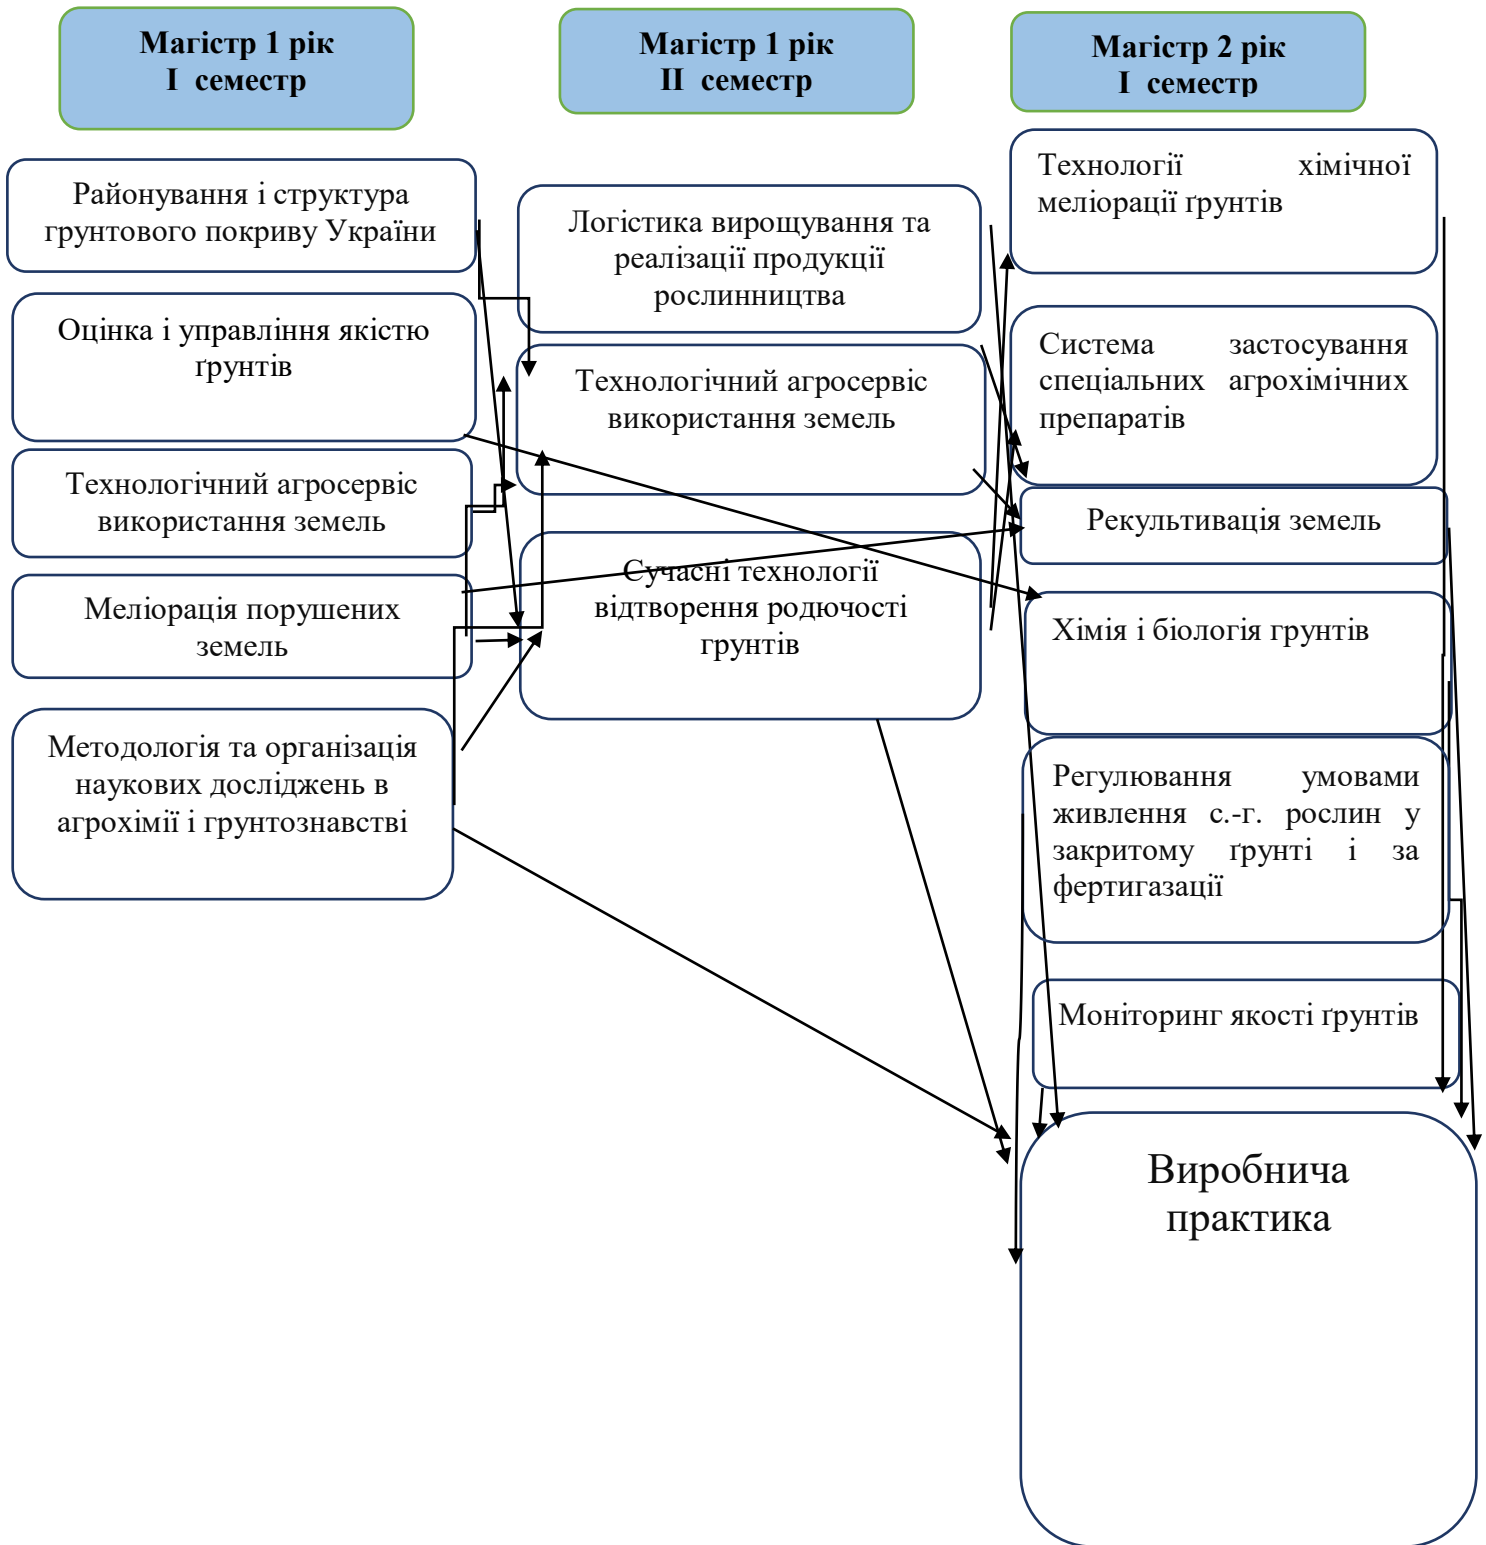 Магістр 1 рік
І семестр
Магістр 1 рік
ІІ семестр
Магістр 2 рік
І семестр
Районування і структура
грунтового покриву України
Оцінка і управління якістю
ґрунтів
Технологічний агросервіс
використання земель
Меліорація порушених
земель
Методологія та організація
наукових досліджень в
агрохімії і грунтознавстві
Логістика вирощування та
реалізації продукції
рослинництва
Технологічний агросервіс
використання земель
Сучасні технології
відтворення родючості
грунтів
Технології хімічної
меліорації ґрунтів
Система застосування
спеціальних агрохімічних
препаратів
Рекультивація земель
Хімія і біологія грунтів
Регулювання умовами
живлення с.-г. рослин у
закритому ґрунті і за
фертигазації
Моніторинг якості ґрунтів
Виробнича
практика